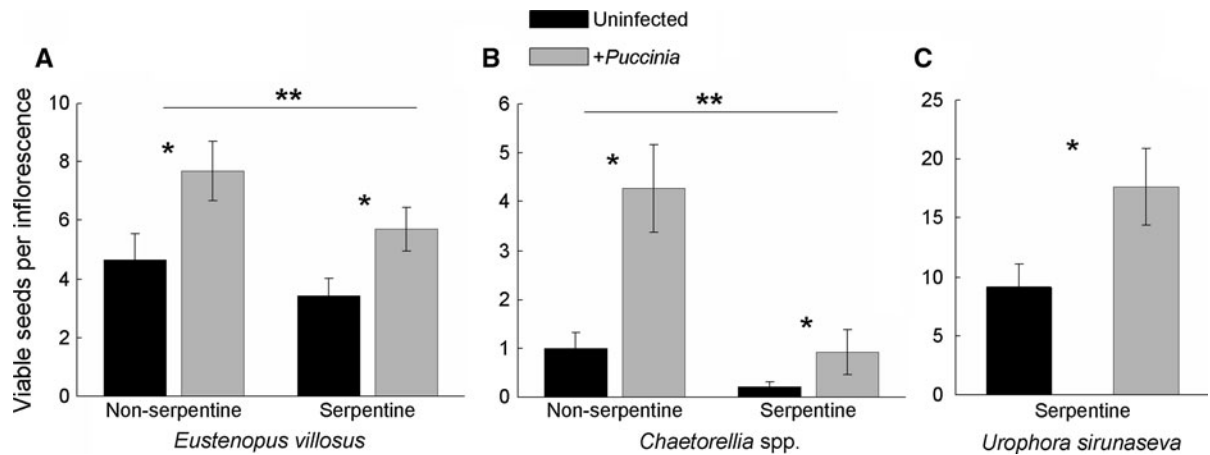 Uninfected
+Puccinia
A
B
C
Viable seeds per inflorescence
10
8
6
4
2
0
**
*
*
Non-serpentine Serpentine
Eustenopus villosus
6
5
4
3
2
1
0
**
*
*
Non-serpentine Serpentine
Chaetorellia spp.
25
20
15
10
5
0
*
Serpentine
Urophora sirunaseva